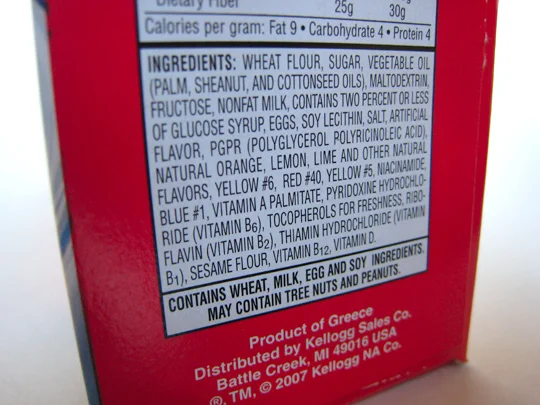 Dietary Fiber 25g 30g
Calories per gram: Fat 9 • Carbohydrate 4 • Protein 4
INGREDIENTS: WHEAT FLOUR, SUGAR, VEGETABLE OIL
(PALM, SHEANUT, AND COTTONSEED OILS), MALTODEXTRIN,
FRUCTOSE, NONFAT MILK, CONTAINS TWO PERCENT OR LESS
OF GLUCOSE SYRUP, EGGS, SOY LECITHIN, SALT, ARTIFICIAL
FLAVOR, PGPR (POLYGLYCEROL POLYRICINOLEIC ACID),
NATURAL ORANGE, LEMON, LIME AND OTHER NATURAL
FLAVORS, YELLOW #6, RED #40, YELLOW #5, NIACINAMIDE,
BLUE #1, VITAMIN A PALMITATE, PYRIDOXINE HYDROCHLO-
RIDE (VITAMIN B6), TOCOPHEROLS FOR FRESHNESS, RIBO-
FLAVIN (VITAMIN B2), THIAMIN HYDROCHLORIDE (VITAMIN
B1), SESAME FLOUR, VITAMIN B12, VITAMIN D.
CONTAINS WHEAT, MILK, EGG AND SOY INGREDIENTS.
MAY CONTAIN TREE NUTS AND PEANUTS.
Product of Greece
Distributed by Kellogg Sales Co.
Battle Creek, MI 49016 USA
®, TM, © 2007 Kellogg NA Co.